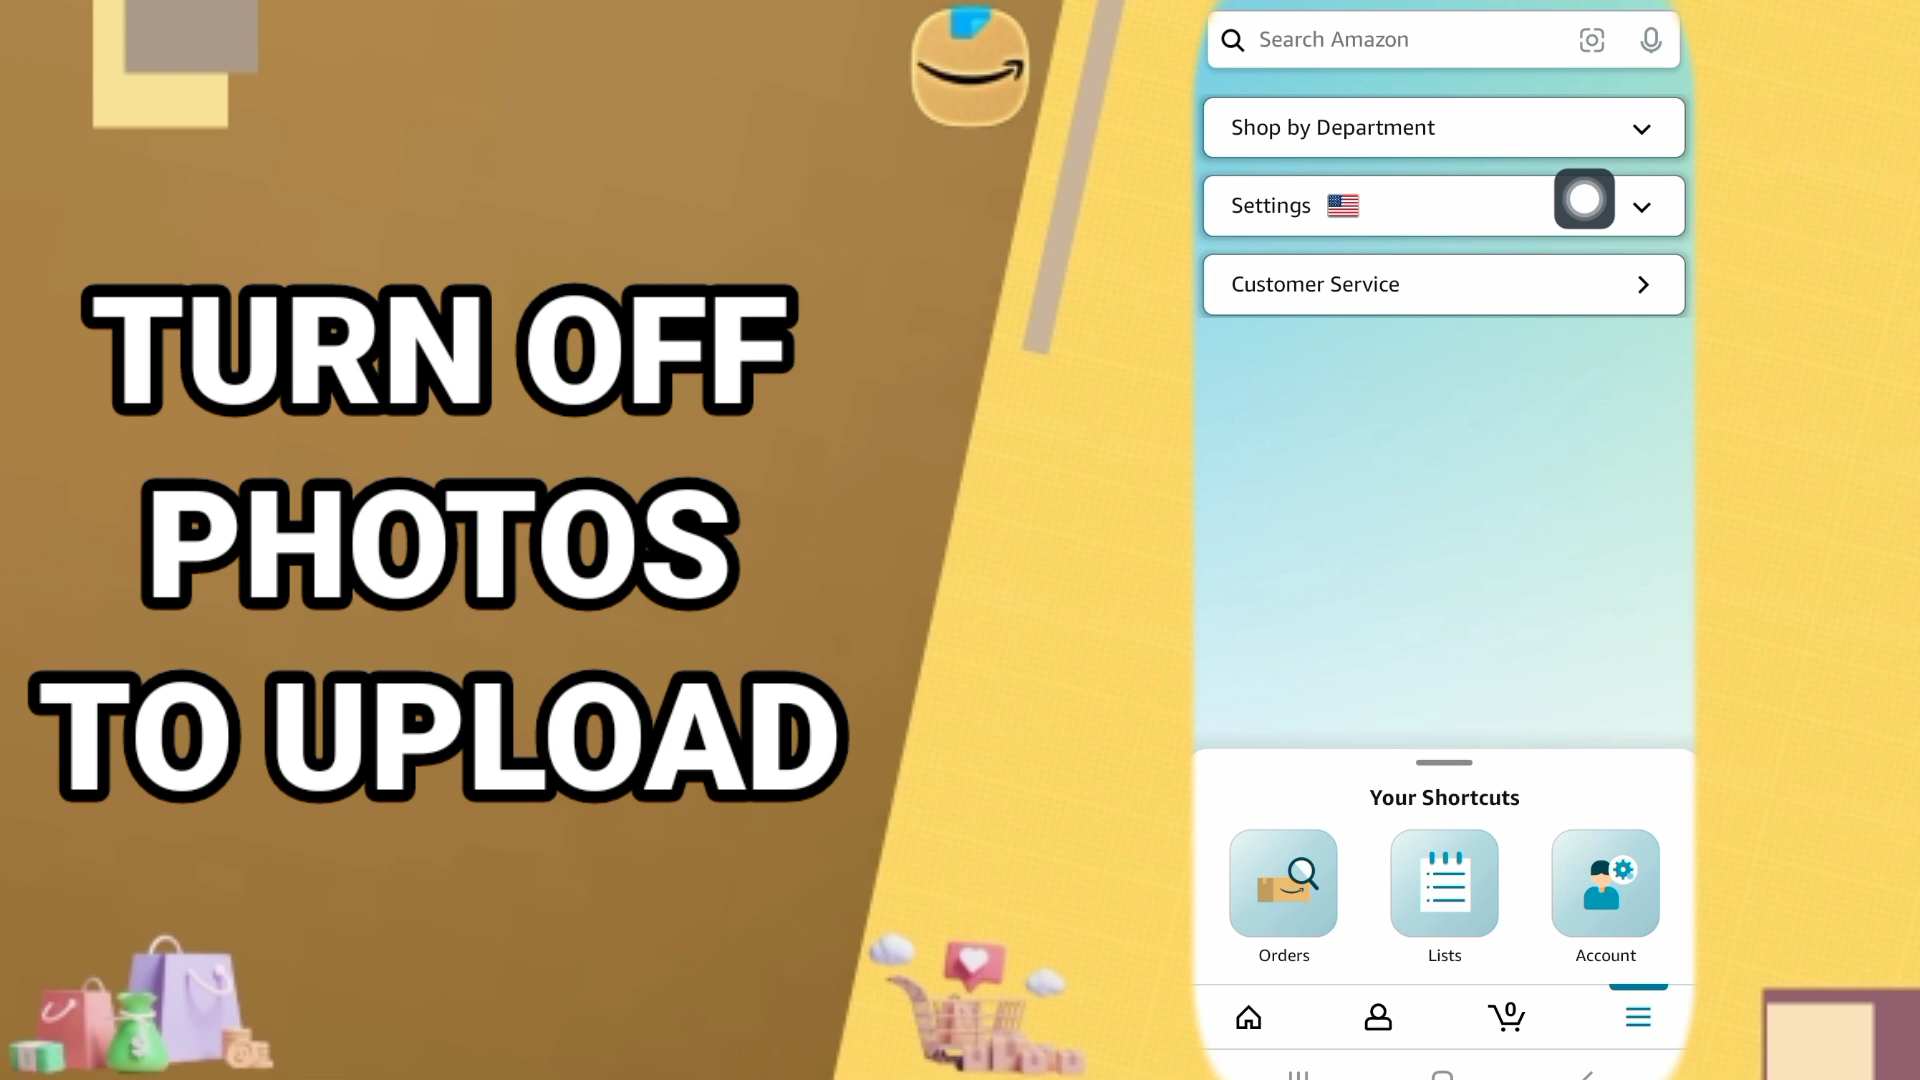 TURN OFF
PHOTOS
TO UPLOAD
Search Amazon
Shop by Department
Settings
Customer Service
Your Shortcuts
Orders
Lists
Account
0